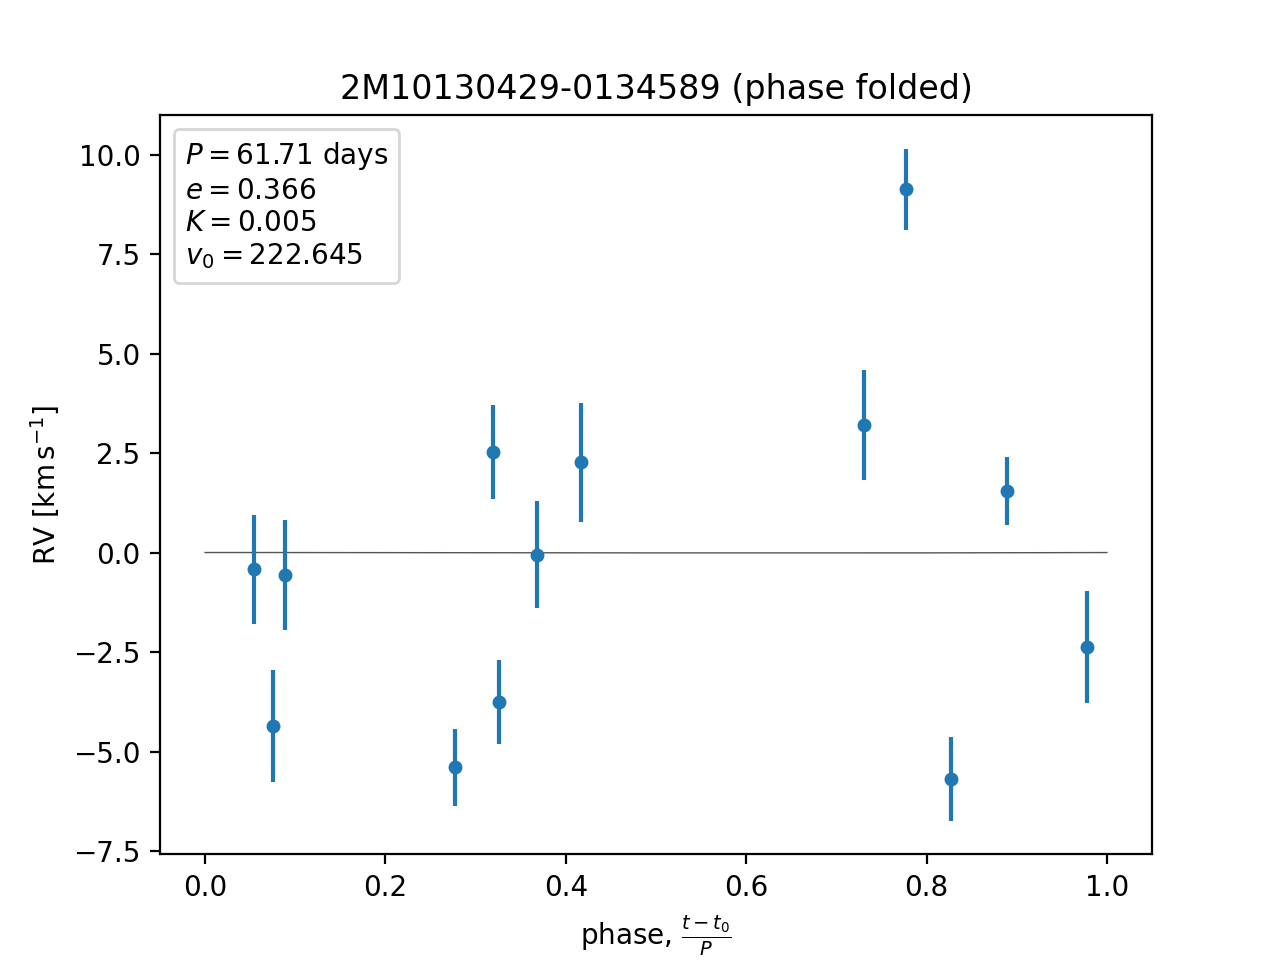 2M10130429-0134589 (phase folded)
P = 61.71 days
e = 0.366
K = 0.005
v₀ = 222.645
10.0
7.5
5.0
2.5
0.0
−2.5
−5.0
−7.5
RV [km s⁻¹]
0.0 0.2 0.4 0.6 0.8 1.0
phase, (t − t₀)/P